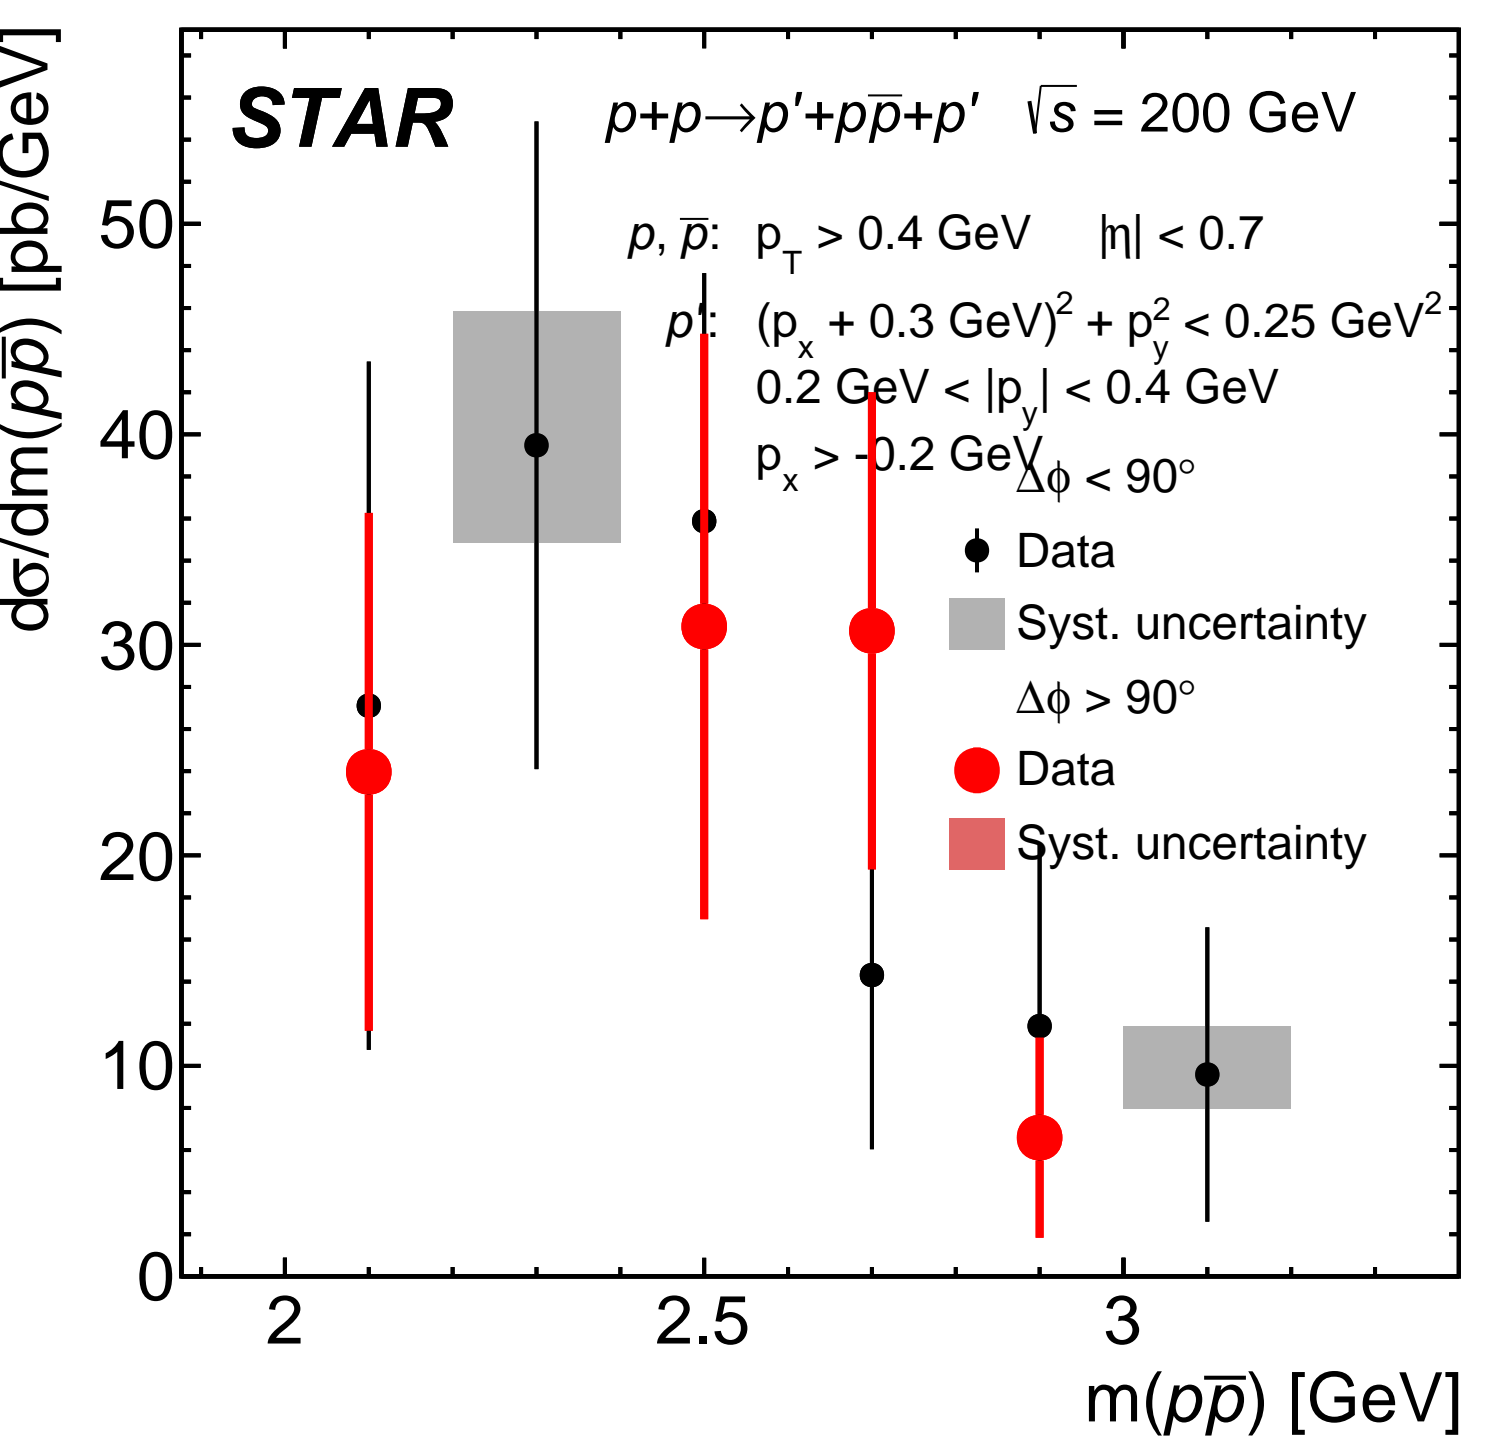 dσ/dm(pp̅) [pb/GeV]
STAR
p+p→p'+pp̅+p' √s = 200 GeV
p, p̅: p_T > 0.4 GeV |η| < 0.7
p': (p_x + 0.3 GeV)² + p_y² < 0.25 GeV²
0.2 GeV < |p_y| < 0.4 GeV
p_x > -0.2 GeV
Δϕ < 90°
Data
Syst. uncertainty
Δϕ > 90°
Data
Syst. uncertainty
50
40
30
20
10
0
2 2.5 3
m(pp̅) [GeV]